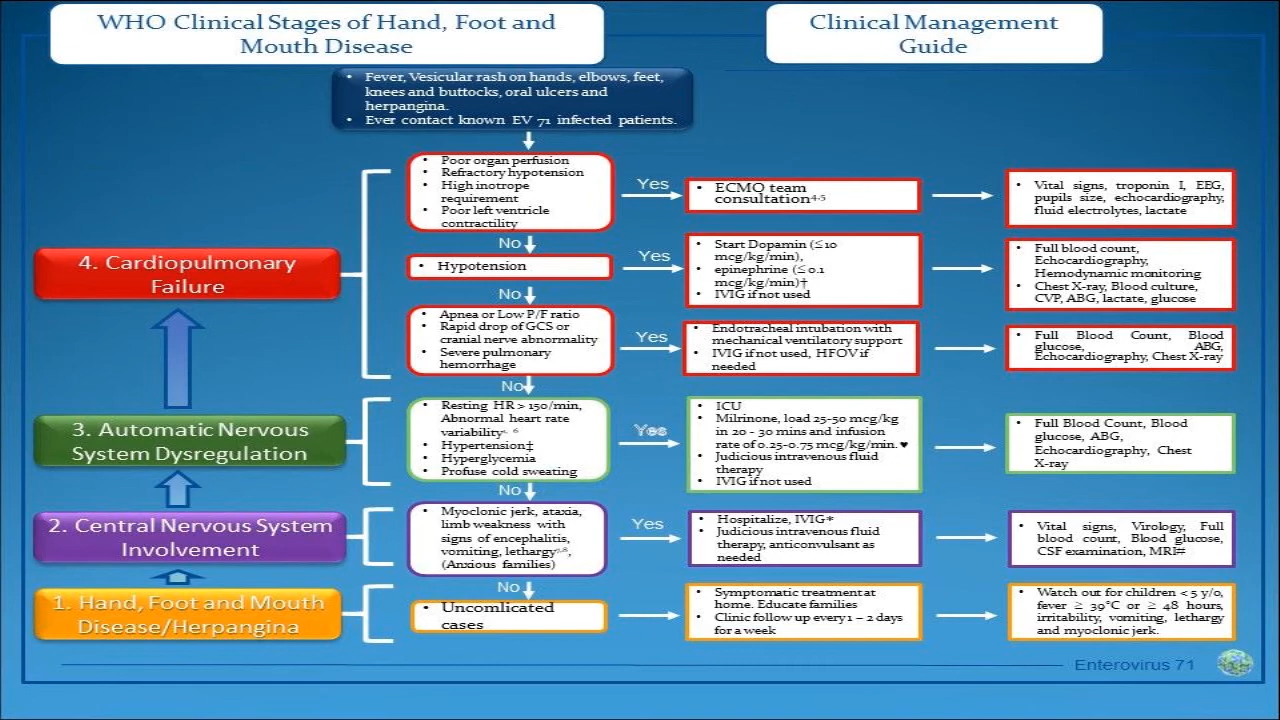 WHO Clinical Stages of Hand, Foot and
Mouth Disease
Clinical Management
Guide
• Fever, Vesicular rash on hands, elbows, feet,
knees and buttocks, oral ulcers and
herpangina.
• Ever contact known EV 71 infected patients.
4. Cardiopulmonary
Failure
• Poor organ perfusion
• Refractory hypotension
• High inotrope
requirement
• Poor left ventricle
contractility
Yes
• ECMO team
consultation4,5
• Vital signs, troponin I, EEG,
pupils size, echocardiography,
fluid electrolytes, lactate
No
• Hypotension
Yes
• Start Dopamin (≤10
mcg/kg/min),
• epinephrine (≤0.1
mcg/kg/min)†
• IVIG if not used
• Full blood count,
Echocardiography,
Hemodynamic monitoring
• Chest X-ray, Blood culture,
CVP, ABG, lactate, glucose
No
• Apnea or Low P/F ratio
• Rapid drop of GCS or
cranial nerve abnormality
• Severe pulmonary
hemorrhage
Yes
• Endotracheal intubation with
mechanical ventilatory support
• IVIG if not used, HFOV if
needed
• Full Blood Count, Blood
glucose, ABG,
Echocardiography, Chest X-ray
No
3. Automatic Nervous
System Dysregulation
• Resting HR > 150/min,
Abnormal heart rate
variability 6
• Hypertension‡
• Hyperglycemia
• Profuse cold sweating
Yes
• ICU
• Milrinone, load 25-50 mcg/kg
in 20 - 30 mins and infusion
rate of 0.25-0.75 mcg/kg/min.♥
• Judicious intravenous fluid
therapy
• IVIG if not used
• Full Blood Count, Blood
glucose, ABG,
Echocardiography, Chest
X-ray
No
2. Central Nervous System
Involvement
• Myoclonic jerk, ataxia,
limb weakness with
signs of encephalitis,
vomiting, lethargy7,8,
(Anxious families)
Yes
• Hospitalize, IVIG*
• Judicious intravenous fluid
therapy, anticonvulsant as
needed
• Vital signs, Virology, Full
blood count, Blood glucose,
CSF examination, MRI#
No
1. Hand, Foot and Mouth
Disease/Herpangina
• Uncomlicated
cases
• Symptomatic treatment at
home. Educate families
• Clinic follow up every 1 – 2 days
for a week
• Watch out for children < 5 y/o,
fever ≥ 39°C or ≥ 48 hours,
irritability, vomiting, lethargy
and myoclonic jerk.
Enterovirus 71